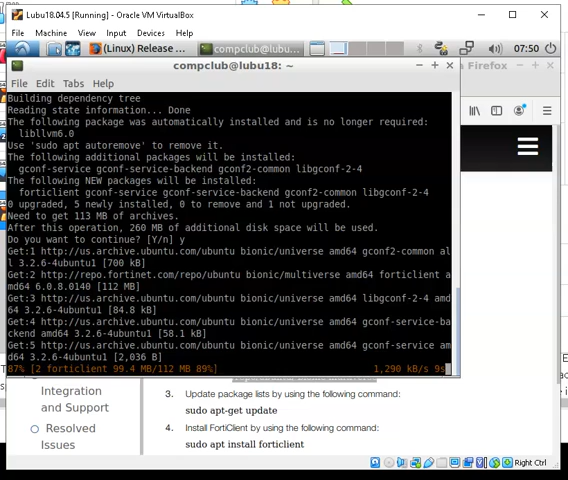 Lubu18.04.5 [Running] - Oracle VM VirtualBox
File Machine View Input Devices Help
(Linux) Release ... compclub@lubu18: ~... 07:50
compclub@lubu18: ~
n Firefox
File Edit Tabs Help
Building dependency tree
Reading state information... Done
The following package was automatically installed and is no longer required:
libllvm6.0
Use 'sudo apt autoremove' to remove it.
The following additional packages will be installed:
gconf-service gconf-service-backend gconf2-common libgconf-2-4
The following NEW packages will be installed:
forticlient gconf-service gconf-service-backend gconf2-common libgconf-2-4
0 upgraded, 5 newly installed, 0 to remove and 1 not upgraded.
Need to get 113 MB of archives.
After this operation, 260 MB of additional disk space will be used.
Do you want to continue? [Y/n] y
Get:1 http://us.archive.ubuntu.com/ubuntu bionic/universe amd64 gconf2-common al
l 3.2.6-4ubuntu1 [700 kB]
Get:2 http://repo.fortinet.com/repo/ubuntu bionic/multiverse amd64 forticlient a
md64 6.0.8.0140 [112 MB]
Get:3 http://us.archive.ubuntu.com/ubuntu bionic/universe amd64 libgconf-2-4 amd
64 3.2.6-4ubuntu1 [84.8 kB]
Get:4 http://us.archive.ubuntu.com/ubuntu bionic/universe amd64 gconf-service-ba
ckend amd64 3.2.6-4ubuntu1 [58.1 kB]
Get:5 http://us.archive.ubuntu.com/ubuntu bionic/universe amd64 gconf-service am
d64 3.2.6-4ubuntu1 [2,036 B]
87% [2 forticlient 99.4 MB/112 MB 89%] 1,290 kB/s 9s
Integration
and Support
Resolved
Issues
3. Update package lists by using the following command:
sudo apt-get update
4. Install FortiClient by using the following command:
sudo apt install forticlient
Right Ctrl